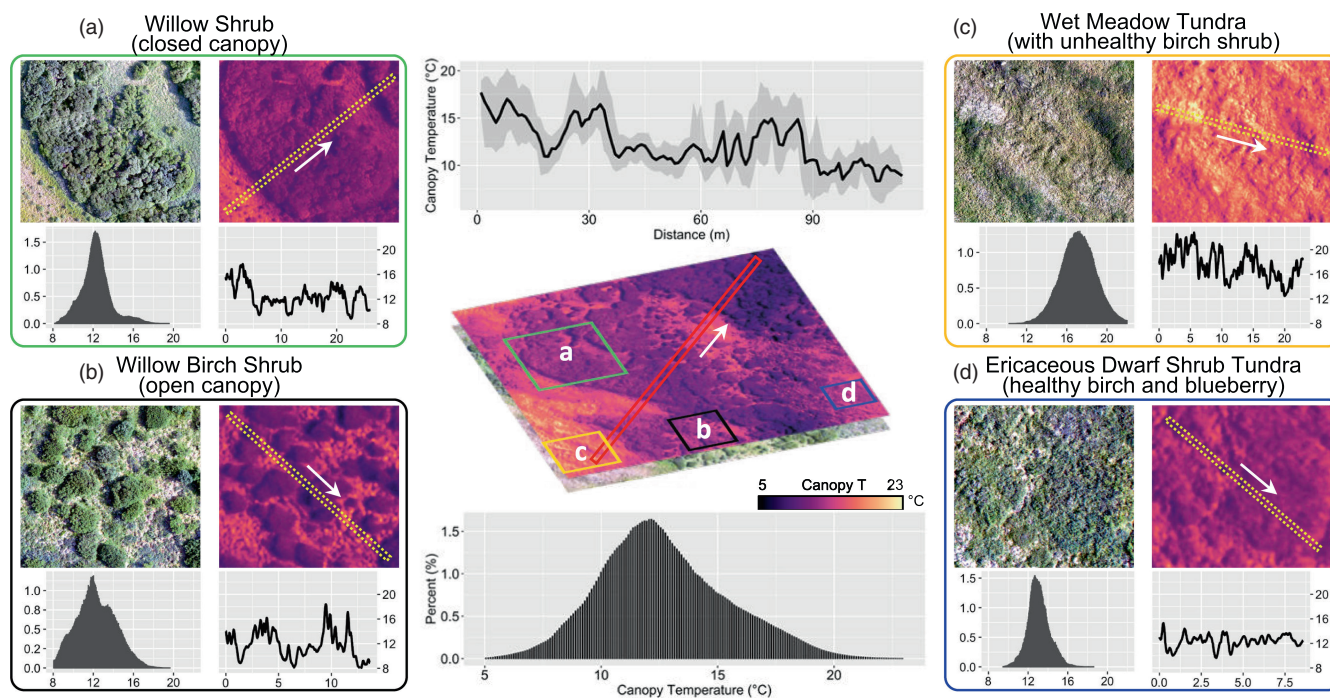 (a)
Willow Shrub
(closed canopy)
1.5
1.0
0.5
0.0
8 12 16 20
20
16
12
8
0 10 20
(b)
Willow Birch Shrub
(open canopy)
1.0
0.8
0.5
0.2
0.0
8 12 16 20
20
16
12
8
0 5 10
Canopy Temperature (°C)
20
15
10
0 30 60 90
Distance (m)
a
b
c
d
5 Canopy T 23
°C
Percent (%)
1.5
1.0
0.5
0.0
5 10 15 20
Canopy Temperature (°C)
(c)
Wet Meadow Tundra
(with unhealthy birch shrub)
1.0
0.5
0.0
8 12 16 20
20
16
12
8
0 5 10 15 20
(d)
Ericaceous Dwarf Shrub Tundra
(healthy birch and blueberry)
1.5
1.0
0.5
0.0
8 12 16 20
20
16
12
8
0.0 2.5 5.0 7.5